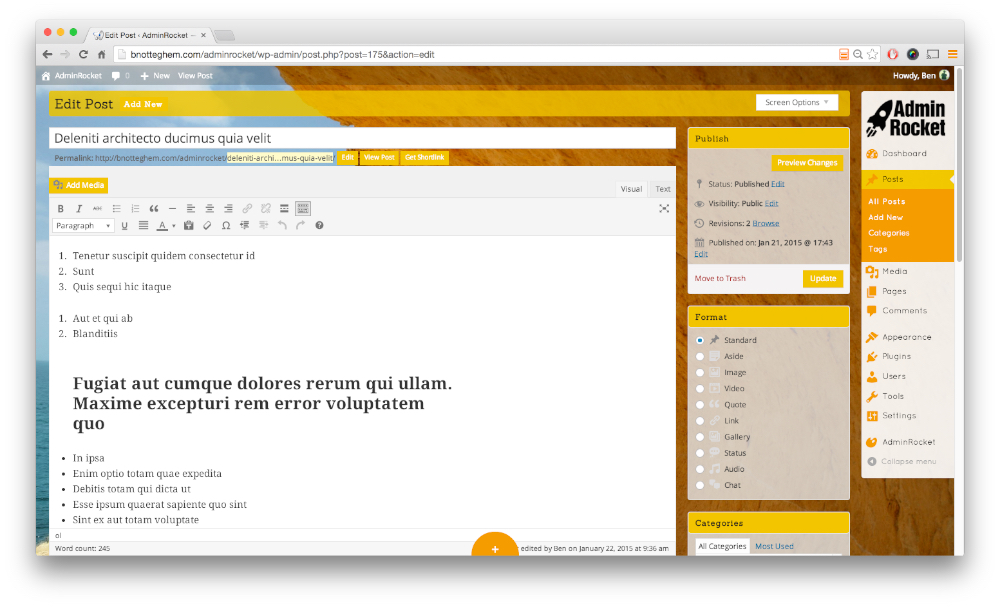 Edit Post ‹ AdminRocket —
bnotteghem.com/adminrocket/wp-admin/post.php?post=175&action=edit
AdminRocket 0 New View Post Howdy, Ben
Edit Post Add New Screen Options
Deleniti architecto ducimus quia velit
Permalink: http://bnotteghem.com/adminrocket/deleniti-archi…mus-quia-velit/ Edit View Post Get Shortlink
Add Media
Visual Text
B I ABC
Paragraph U A Ω
1. Tenetur suscipit quidem consectetur id
2. Sunt
3. Quis sequi hic itaque
1. Aut et qui ab
2. Blanditiis
Fugiat aut cumque dolores rerum qui ullam.
Maxime excepturi rem error voluptatem
quo
• In ipsa
• Enim optio totam quae expedita
• Debitis totam qui dicta ut
• Esse ipsum quaerat sapiente quo sint
• Sint ex aut totam voluptate
ol
Word count: 245
edited by Ben on January 22, 2015 at 9:36 am
Publish
Preview Changes
Status: Published Edit
Visibility: Public Edit
Revisions: 2 Browse
Published on: Jan 21, 2015 @ 17:43
Edit
Move to Trash Update
Format
Standard
Aside
Image
Video
Quote
Link
Gallery
Status
Audio
Chat
Categories
All Categories Most Used
Admin
Rocket
Dashboard
Posts
All Posts
Add New
Categories
Tags
Media
Pages
Comments
Appearance
Plugins
Users
Tools
Settings
AdminRocket
Collapse menu